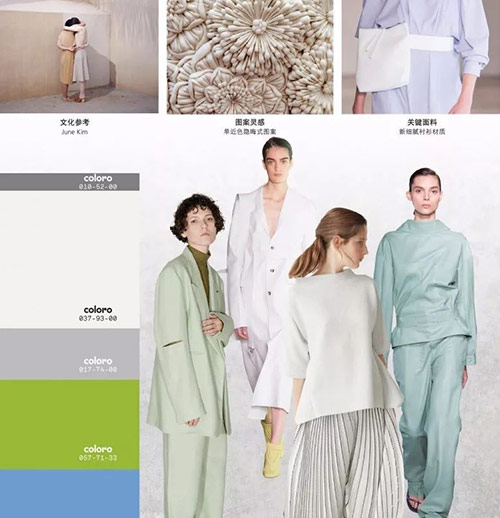 文化参考
June Kim
图案灵感
单近色隐晦式图案
关键面料
新细腻衬衫材质
coloro
010-52-00
coloro
037-93-00
coloro
017-74-00
coloro
057-71-33